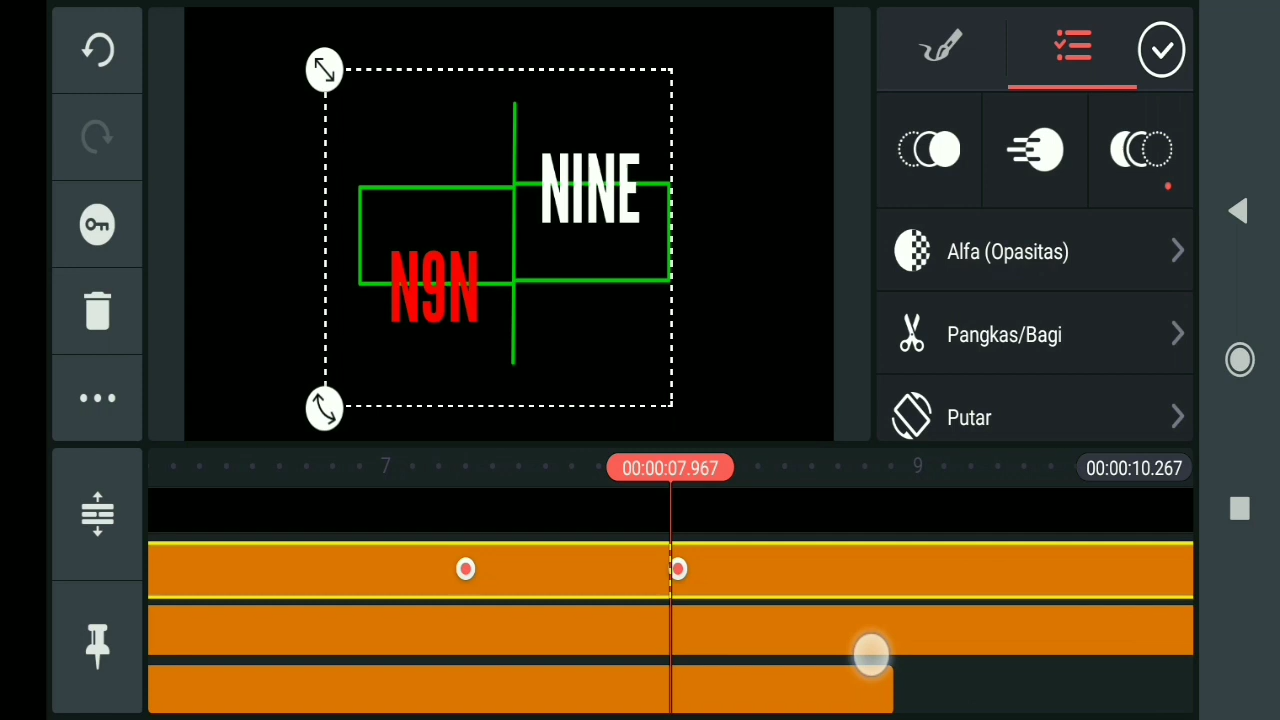 NINE
N9N
Alfa (Opasitas)
Pangkas/Bagi
Putar
7
00:00:07.967
9
00:00:10.267